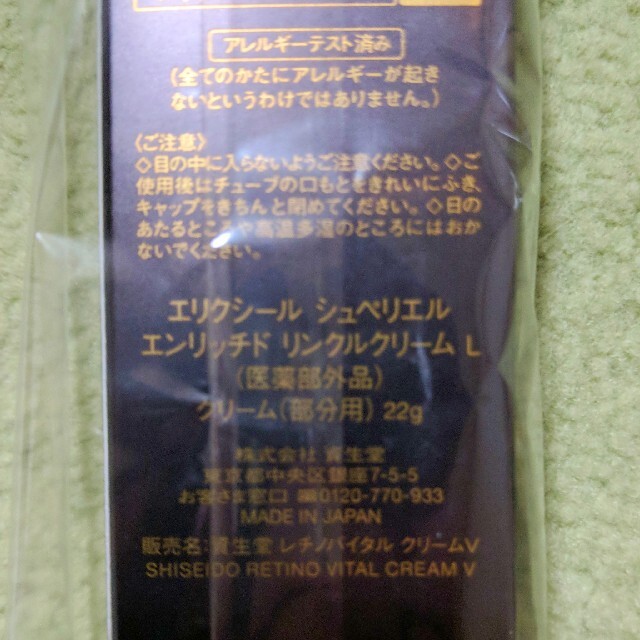 アレルギーテスト済み
(全てのかたにアレルギーが起き
ないというわけではありません。)
〈ご注意〉
◇目の中に入らないようご注意ください。◇ご
使用後はチューブの口もときれいにふき、
キャップをきちんと閉めてください。◇日の
あたるところや高温多湿のところにはおか
ないでください。
エリクシール シュペリエル
エンリッチド リンクルクリーム L
(医薬部外品)
クリーム(部分用) 22g
株式会社 資生堂
東京都中央区銀座7-5-5
お客さま窓口 0120-770-933
MADE IN JAPAN
販売名:資生堂 レチノバイタル クリームV
SHISEIDO RETINO VITAL CREAM V